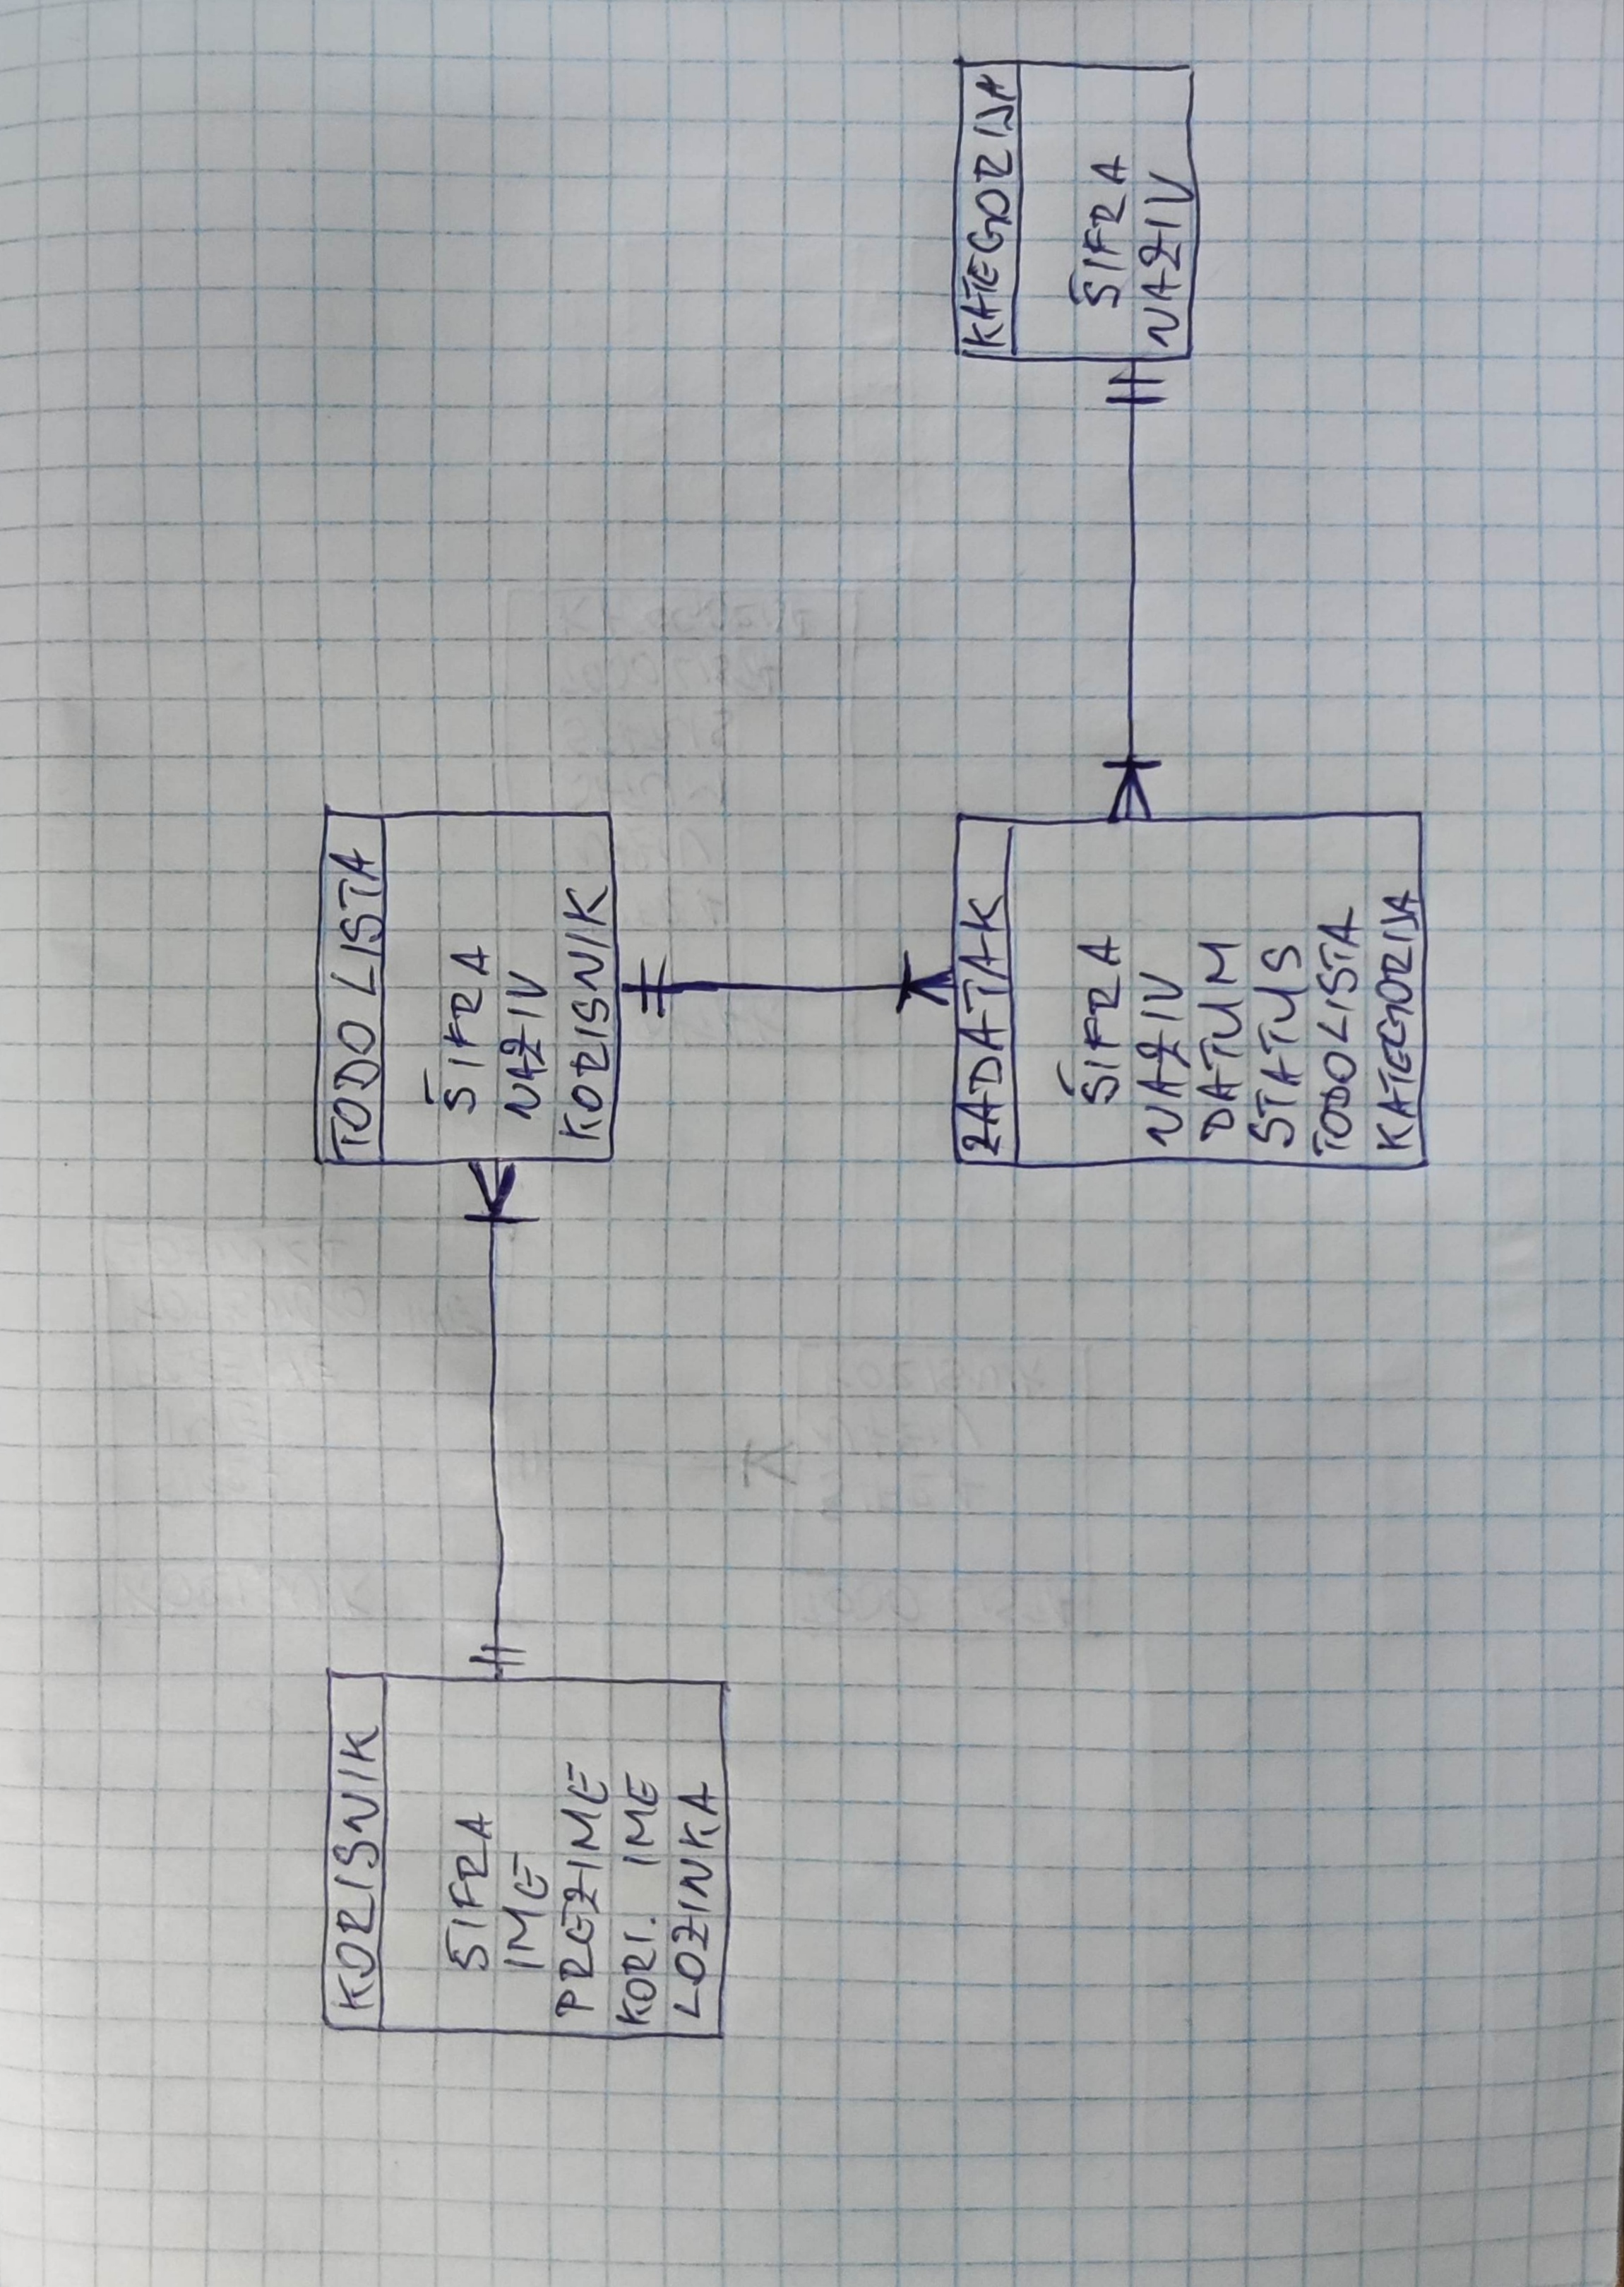 KORISNIK
ŠIFRA
IME
PREZIME
KORI. IME
LOZINKA
TODO LISTA
ŠIFRA
NAZIV
KORISNIK
ZADATAK
ŠIFRA
NAZIV
DATUM
STATUS
TODOLISTA
KATEGORIJA
KATEGORIJA
ŠIFRA
NAZIV